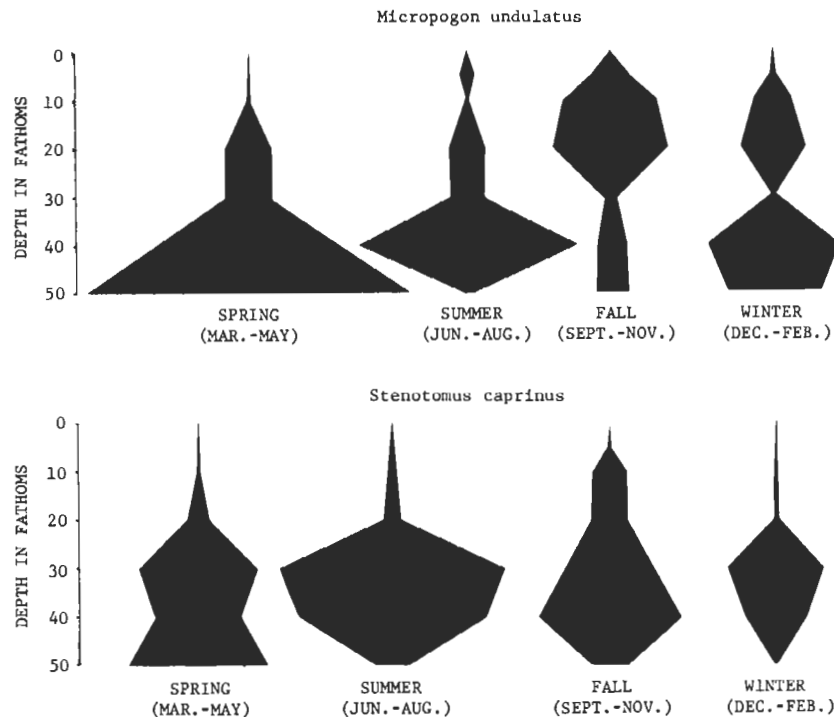 Micropogon undulatus
DEPTH IN FATHOMS
0
10
20
30
40
50
SPRING
(MAR.-MAY)
SUMMER
(JUN.-AUG.)
FALL
(SEPT.-NOV.)
WINTER
(DEC.-FEB.)
Stenotomus caprinus
DEPTH IN FATHOMS
0
10
20
30
40
50
SPRING
(MAR.-MAY)
SUMMER
(JUN.-AUG.)
FALL
(SEPT.-NOV.)
WINTER
(DEC.-FEB.)